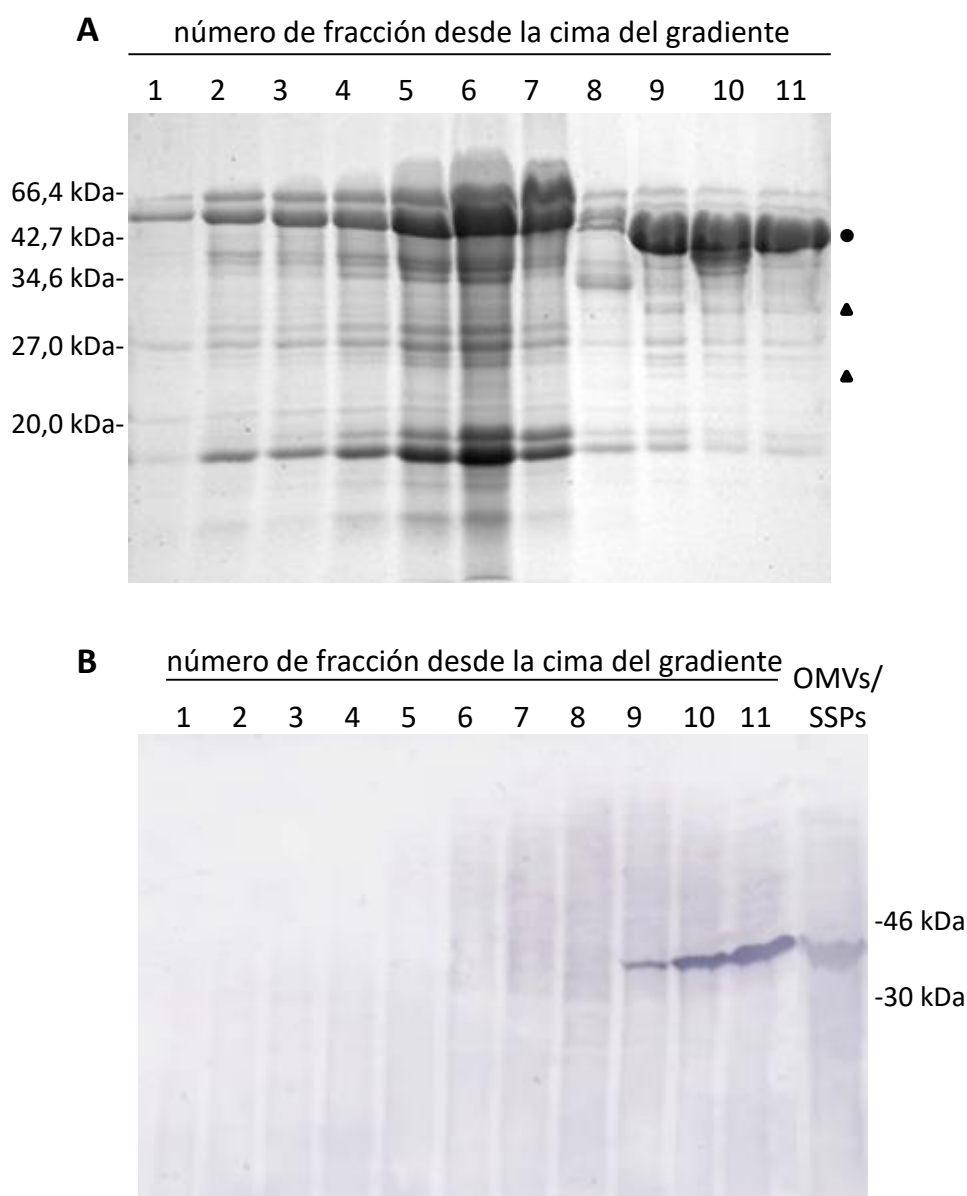 A
número de fracción desde la cima del gradiente
1 2 3 4 5 6 7 8 9 10 11
66,4 kDa-
42,7 kDa-
34,6 kDa-
27,0 kDa-
20,0 kDa-
B
número de fracción desde la cima del gradiente
OMVs/
1 2 3 4 5 6 7 8 9 10 11 SSPs
-46 kDa
-30 kDa